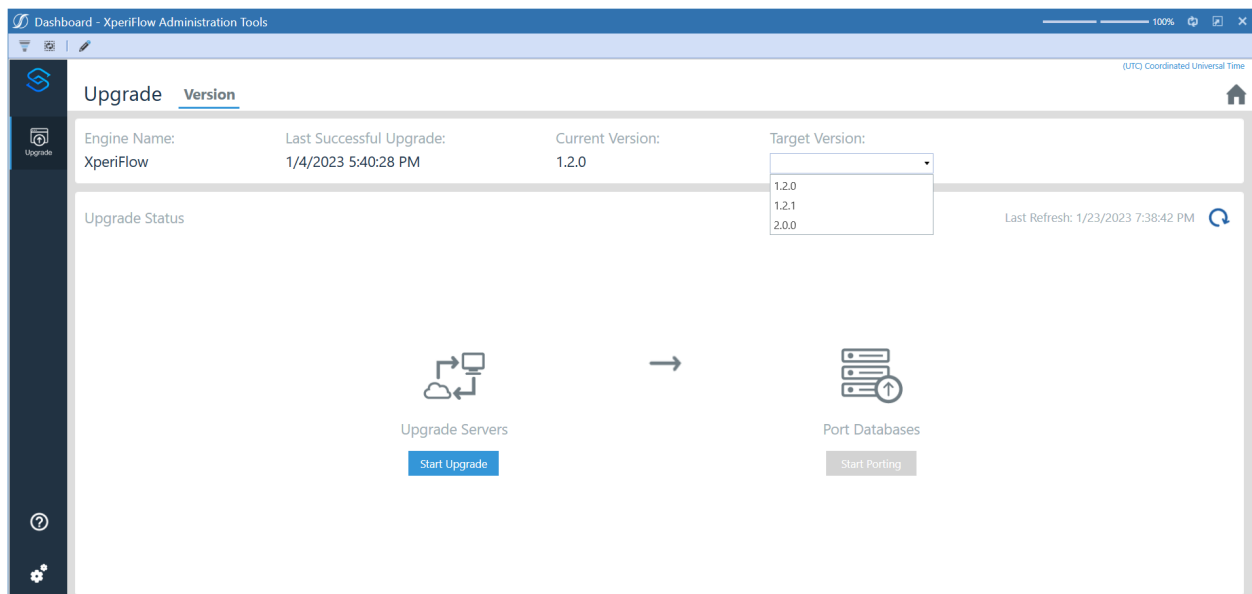 Dashboard - XperiFlow Administration Tools
100%
(UTC) Coordinated Universal Time
Upgrade Version
Upgrade
Engine Name: Last Successful Upgrade: Current Version: Target Version:
XperiFlow 1/4/2023 5:40:28 PM 1.2.0
1.2.0
1.2.1
2.0.0
Upgrade Status
Last Refresh: 1/23/2023 7:38:42 PM
Upgrade Servers Port Databases
Start Upgrade Start Porting